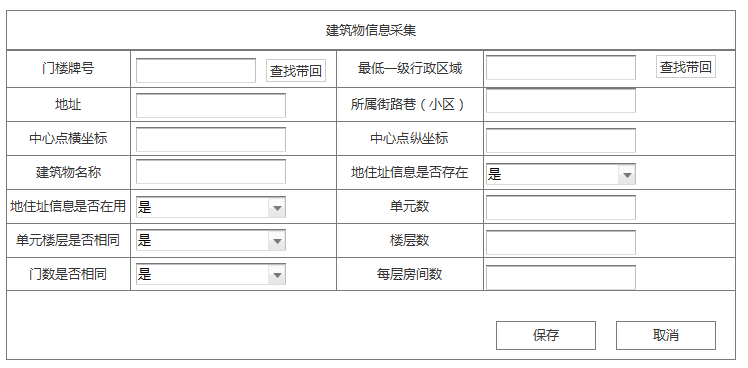 建筑物信息采集
门楼牌号 查找带回 最低一级行政区域 查找带回
地址 所属街路巷（小区）
中心点横坐标 中心点纵坐标
建筑物名称 地住址信息是否存在 是
地住址信息是否在用 是 单元数
单元楼层是否相同 是 楼层数
门数是否相同 是 每层房间数
保存 取消